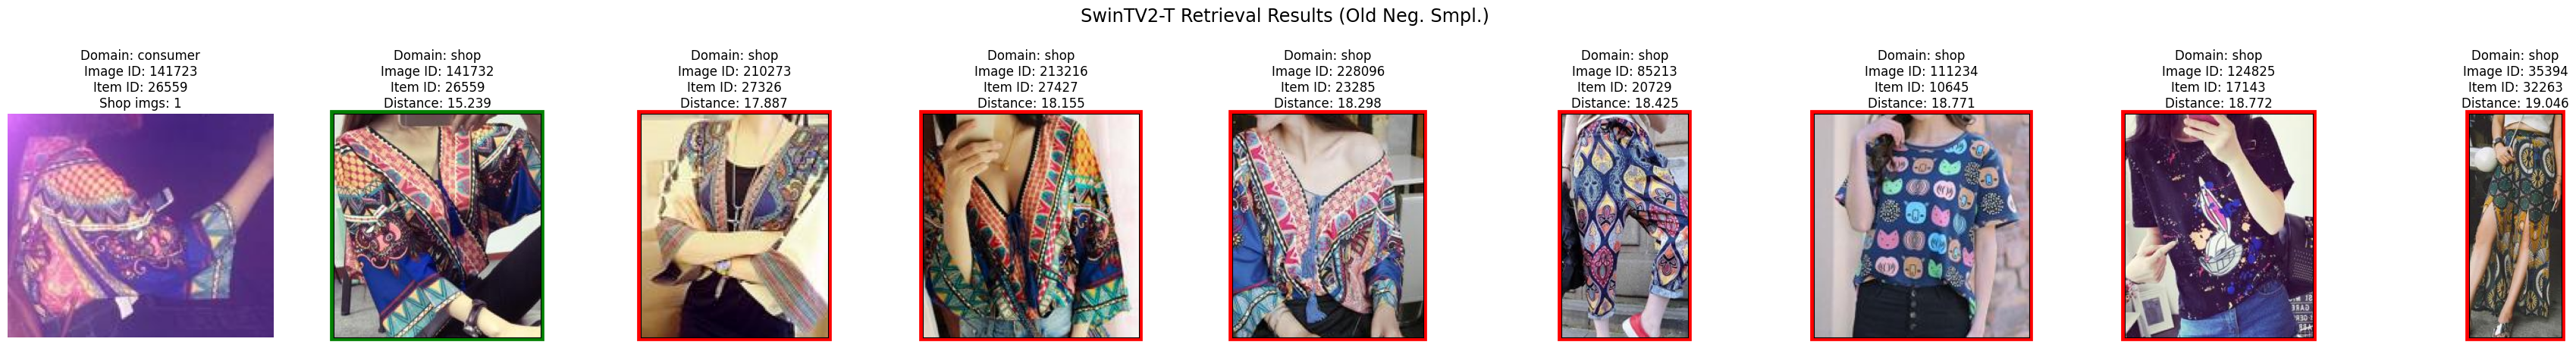 SwinTV2-T Retrieval Results (Old Neg. Smpl.)
Domain: consumer
Image ID: 141723
Item ID: 26559
Shop imgs: 1
Domain: shop
Image ID: 141732
Item ID: 26559
Distance: 15.239
Domain: shop
Image ID: 210273
Item ID: 27326
Distance: 17.887
Domain: shop
Image ID: 213216
Item ID: 27427
Distance: 18.155
Domain: shop
Image ID: 228096
Item ID: 23285
Distance: 18.298
Domain: shop
Image ID: 85213
Item ID: 20729
Distance: 18.425
Domain: shop
Image ID: 111234
Item ID: 10645
Distance: 18.771
Domain: shop
Image ID: 124825
Item ID: 17143
Distance: 18.772
Domain: shop
Image ID: 35394
Item ID: 32263
Distance: 19.046